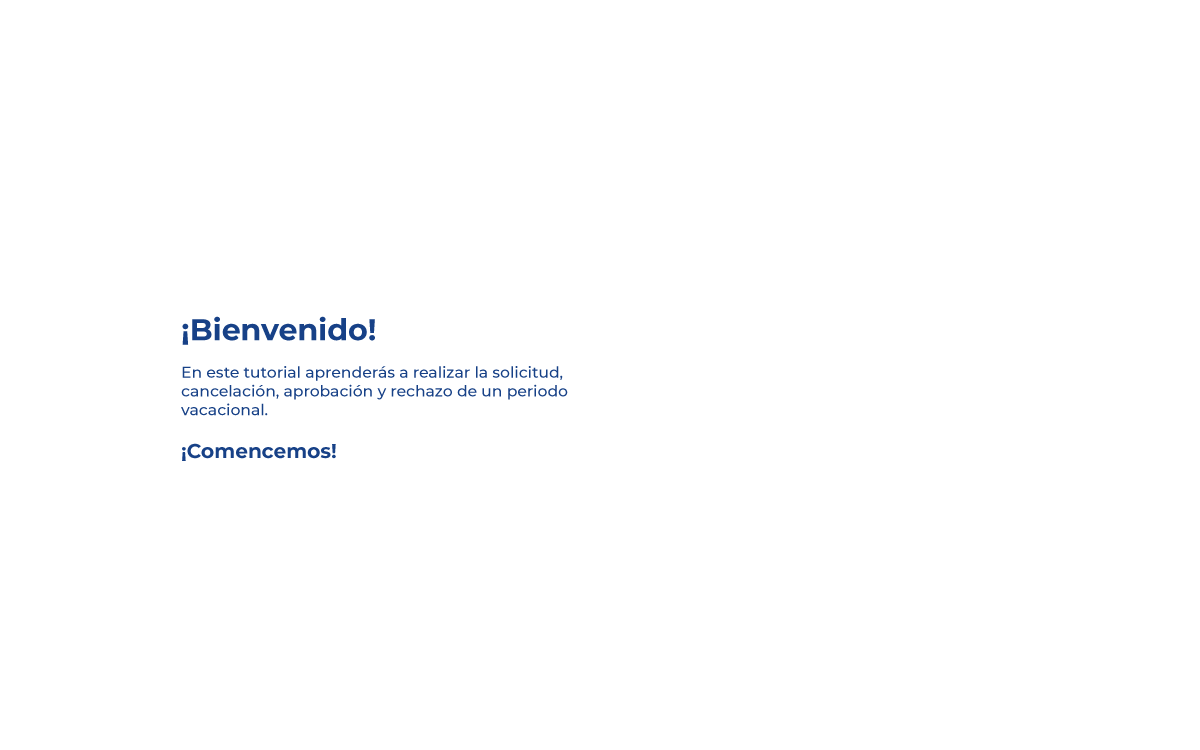 ¡Bienvenido!
En este tutorial aprenderás a realizar la solicitud,
cancelación, aprobación y rechazo de un periodo
vacacional.
¡Comencemos!